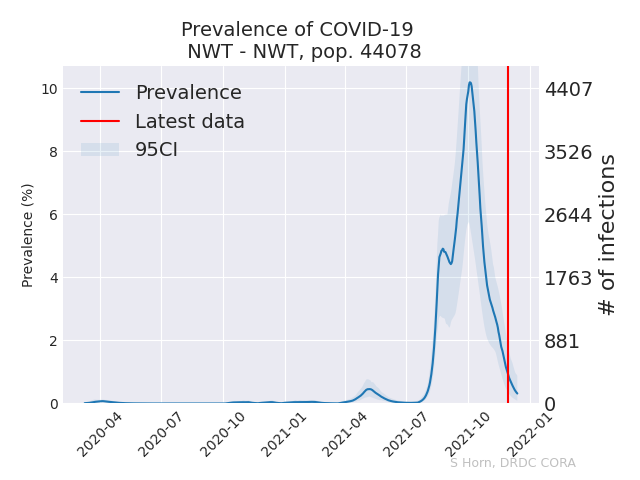 Prevalence of COVID-19
NWT - NWT, pop. 44078
Prevalence
Latest data
95CI
Prevalence (%)
10
8
6
4
2
0
4407
3526
2644
1763
881
0
# of infections
2020-04
2020-07
2020-10
2021-01
2021-04
2021-07
2021-10
2022-01
S Horn, DRDC CORA